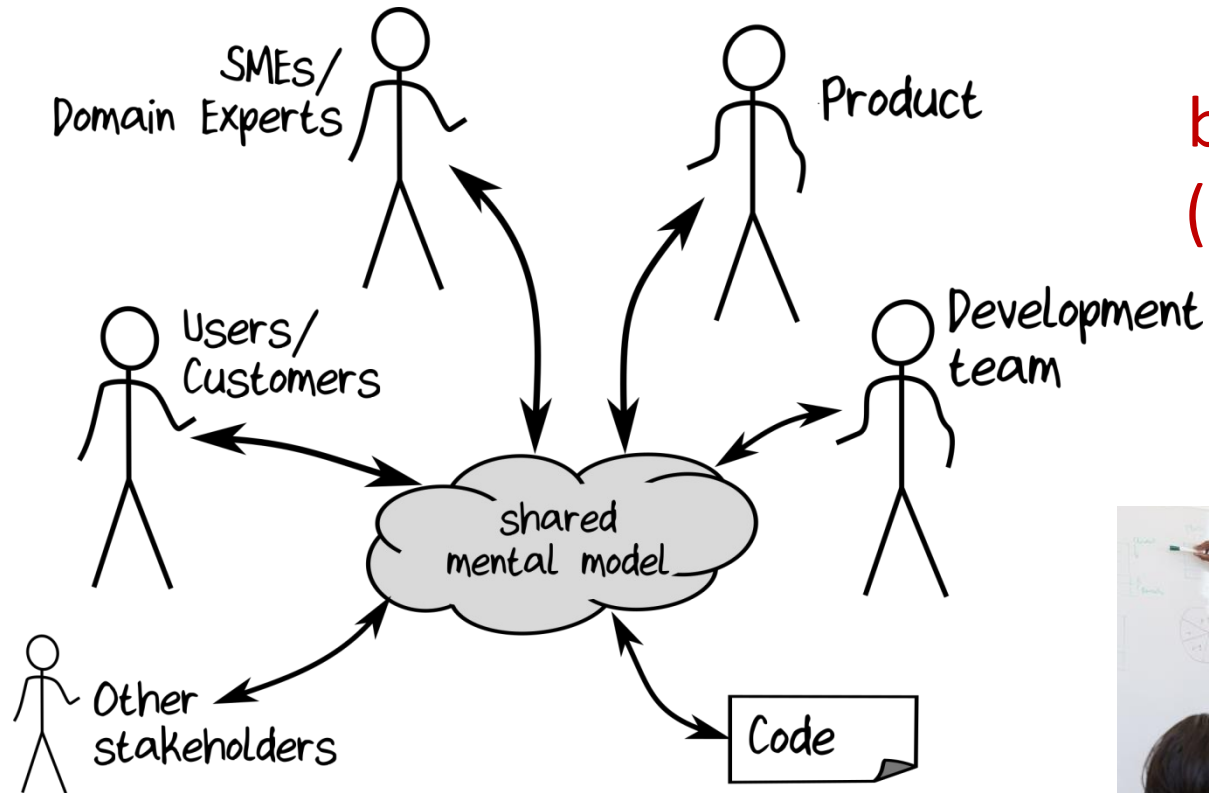 SMEs/
Domain Experts
Product
b
(
Users/
Customers
Development
team
shared
mental model
Other
stakeholders
Code